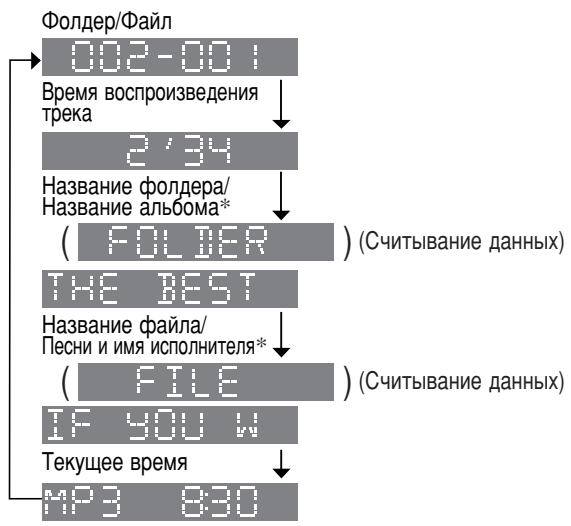 Фолдер/Файл
002-001
Время воспроизведения
трека
2'34
Название фолдера/
Название альбома*
( FOLDER ) (Считывание данных)
THE BEST
Название файла/
Песни и имя исполнителя*
( FILE ) (Считывание данных)
IF YOU W
Текущее время
MP3 8:30